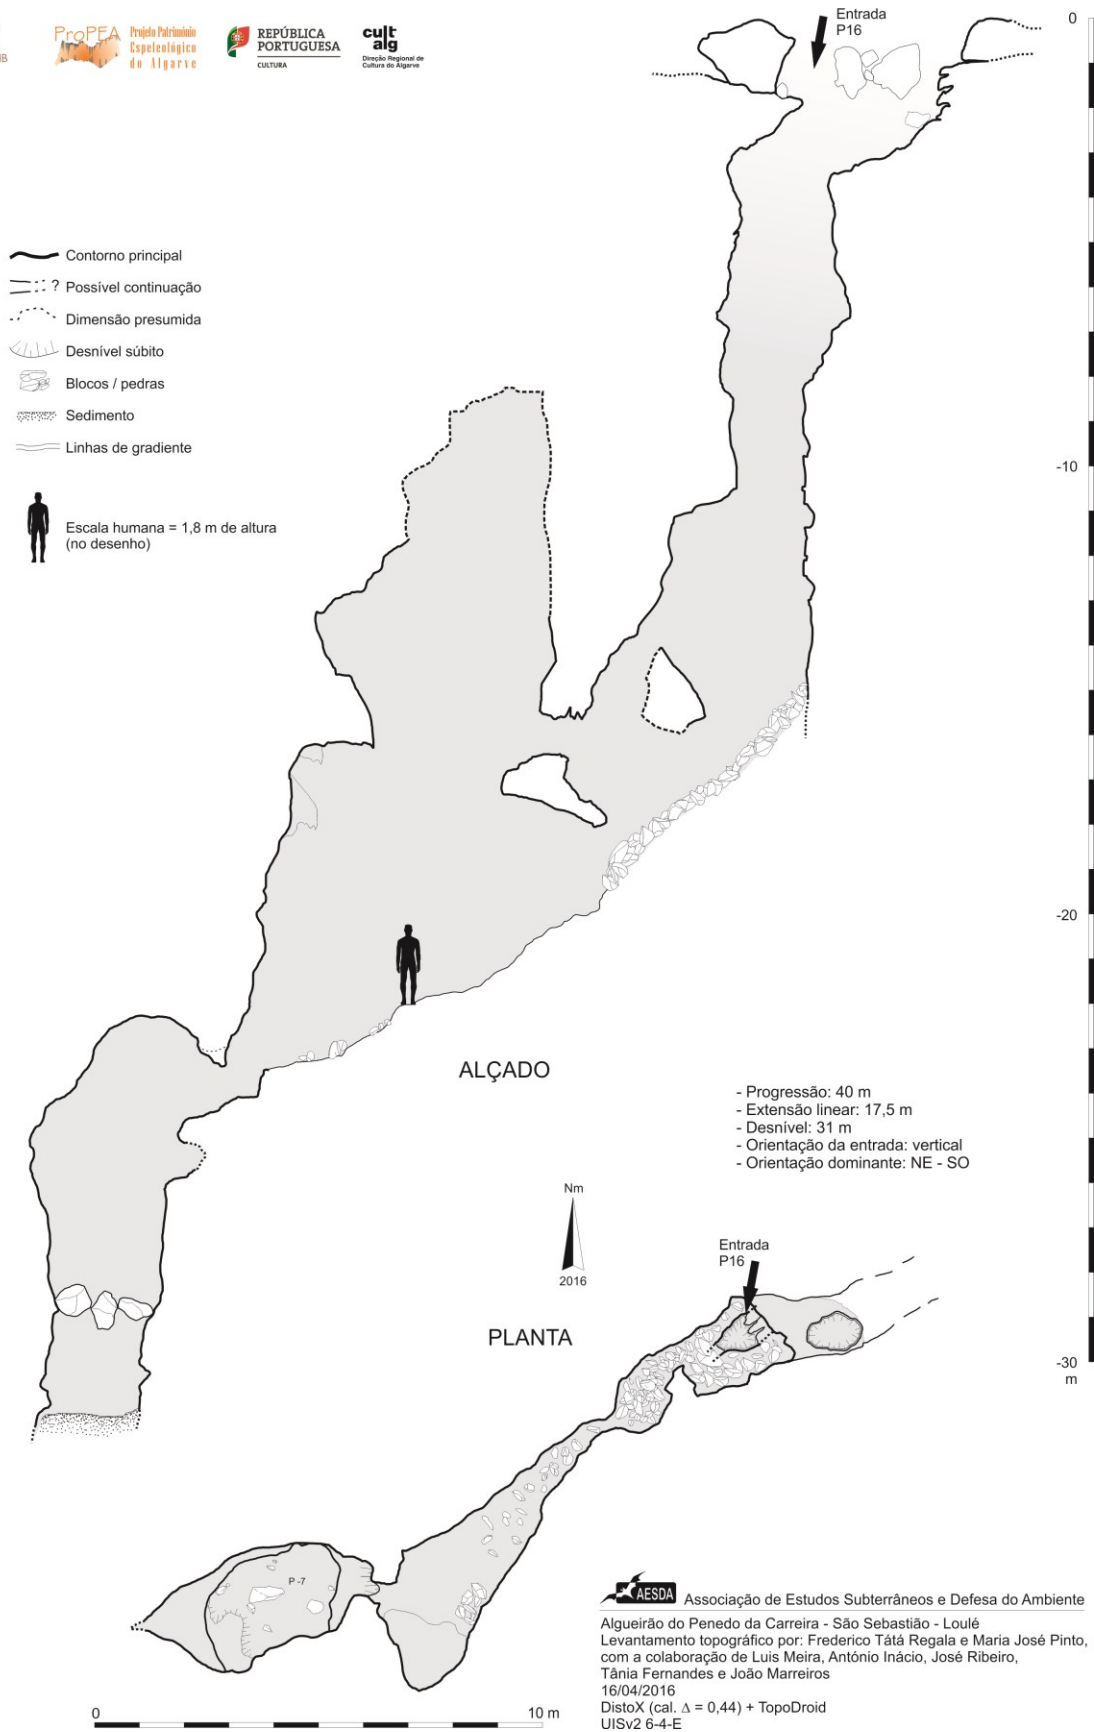 IB
ProPEA
Projeto Património
Espeleológico
do Algarve
REPÚBLICA
PORTUGUESA
CULTURA
cult
alg
Direção Regional de
Cultura do Algarve
Entrada
P16
0
Contorno principal
? Possível continuação
Dimensão presumida
Desnível súbito
Blocos / pedras
Sedimento
Linhas de gradiente
-10
Escala humana = 1,8 m de altura
(no desenho)
-20
ALÇADO
- Progressão: 40 m
- Extensão linear: 17,5 m
- Desnível: 31 m
- Orientação da entrada: vertical
- Orientação dominante: NE - SO
Nm
2016
Entrada
P16
PLANTA
-30
m
P -7
AESDA Associação de Estudos Subterrâneos e Defesa do Ambiente
Algueirão do Penedo da Carreira - São Sebastião - Loulé
Levantamento topográfico por: Frederico Tátá Regala e Maria José Pinto,
com a colaboração de Luis Meira, António Inácio, José Ribeiro,
Tânia Fernandes e João Marreiros
16/04/2016
DistoX (cal. Δ = 0,44) + TopoDroid
UISv2 6-4-E
0
10 m